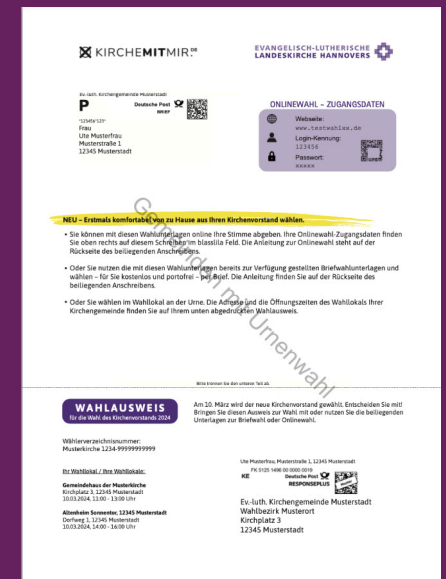 KIRCHEMITMIR.DE
EVANGELISCH-LUTHERISCHE
LANDESKIRCHE HANNOVERS
Ev.-luth. Kirchengemeinde Musterstadt
P
Deutsche Post
BRIEF
*123456*123*
Frau
Ute Musterfrau
Musterstraße 1
12345 Musterstadt
ONLINEWAHL – ZUGANGSDATEN
Webseite:
www.testwahlxx.de
Login-Kennung:
123456
Passwort:
xxxxx
NEU – Erstmals komfortabel von zu Hause aus Ihren Kirchenvorstand wählen.
• Sie können mit diesen Wahlunterlagen online Ihre Stimme abgeben. Ihre Onlinewahl-Zugangsdaten finden
Sie oben rechts auf diesem Schreiben im blasslila Feld. Die Anleitung zur Onlinewahl steht auf der
Rückseite des beiliegenden Anschreibens.
• Oder Sie nutzen die mit diesen Wahlunterlagen bereits zur Verfügung gestellten Briefwahlunterlagen und
wählen – für Sie kostenlos und portofrei – per Brief. Die Anleitung finden Sie auf der Rückseite des
beiliegenden Anschreibens.
• Oder Sie wählen im Wahllokal an der Urne. Die Adresse und die Öffnungszeiten des Wahllokals Ihrer
Kirchengemeinde finden Sie auf Ihrem unten abgedruckten Wahlausweis.
Gemeinden mit Urnenwahl
Bitte trennen Sie den unteren Teil ab.
WAHLAUSWEIS
für die Wahl des Kirchenvorstands 2024
Am 10. März wird der neue Kirchenvorstand gewählt. Entscheiden Sie mit!
Bringen Sie diesen Ausweis zur Wahl mit oder nutzen Sie die beiliegenden
Unterlagen zur Briefwahl oder Onlinewahl.
Wählerverzeichnisnummer:
Musterkirche 1234-99999999999
Ihr Wahllokal / Ihre Wahllokale:
Gemeindehaus der Musterkirche
Kirchplatz 3, 12345 Musterstadt
10.03.2024, 11:00 - 13:00 Uhr
Altenheim Sonnentor, 12345 Musterstadt
Dorfweg 1, 12345 Musterstadt
10.03.2024, 14:00 - 16:00 Uhr
Ute Musterfrau, Musterstraße 1, 12345 Musterstadt
FK 5125 1496 00 0000 0019
KE
Deutsche Post
RESPONSEPLUS
Ev.-luth. Kirchengemeinde Musterstadt
Wahlbezirk Musterort
Kirchplatz 3
12345 Musterstadt